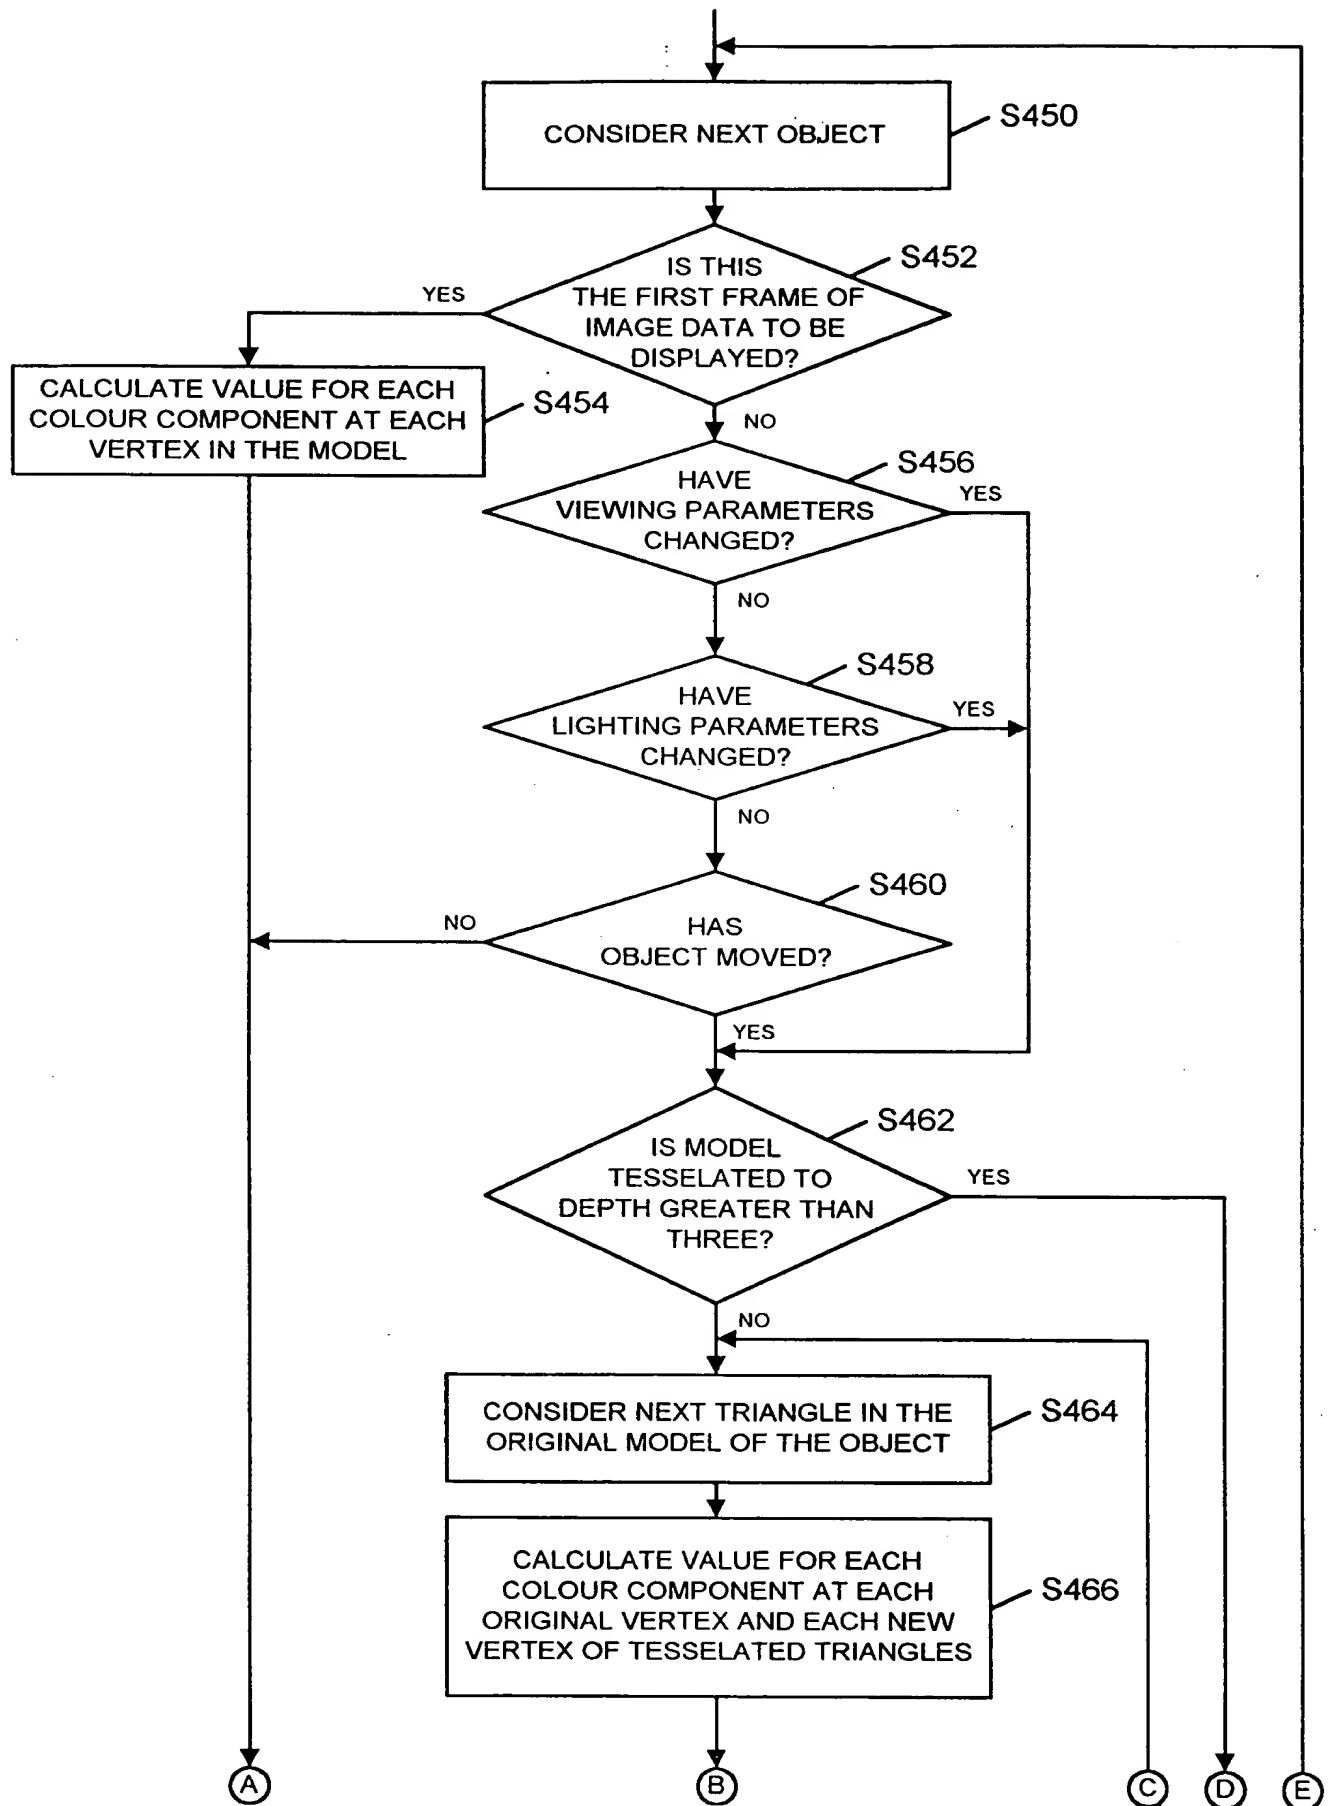 CONSIDER NEXT OBJECT
S450
IS THIS
THE FIRST FRAME OF
IMAGE DATA TO BE
DISPLAYED?
S452
YES
NO
CALCULATE VALUE FOR EACH
COLOUR COMPONENT AT EACH
VERTEX IN THE MODEL
S454
HAVE
VIEWING PARAMETERS
CHANGED?
S456
YES
NO
HAVE
LIGHTING PARAMETERS
CHANGED?
S458
YES
NO
HAS
OBJECT MOVED?
S460
NO
YES
IS MODEL
TESSELATED TO
DEPTH GREATER THAN
THREE?
S462
YES
NO
CONSIDER NEXT TRIANGLE IN THE
ORIGINAL MODEL OF THE OBJECT
S464
CALCULATE VALUE FOR EACH
COLOUR COMPONENT AT EACH
ORIGINAL VERTEX AND EACH NEW
VERTEX OF TESSELATED TRIANGLES
S466
A
B
C
D
E